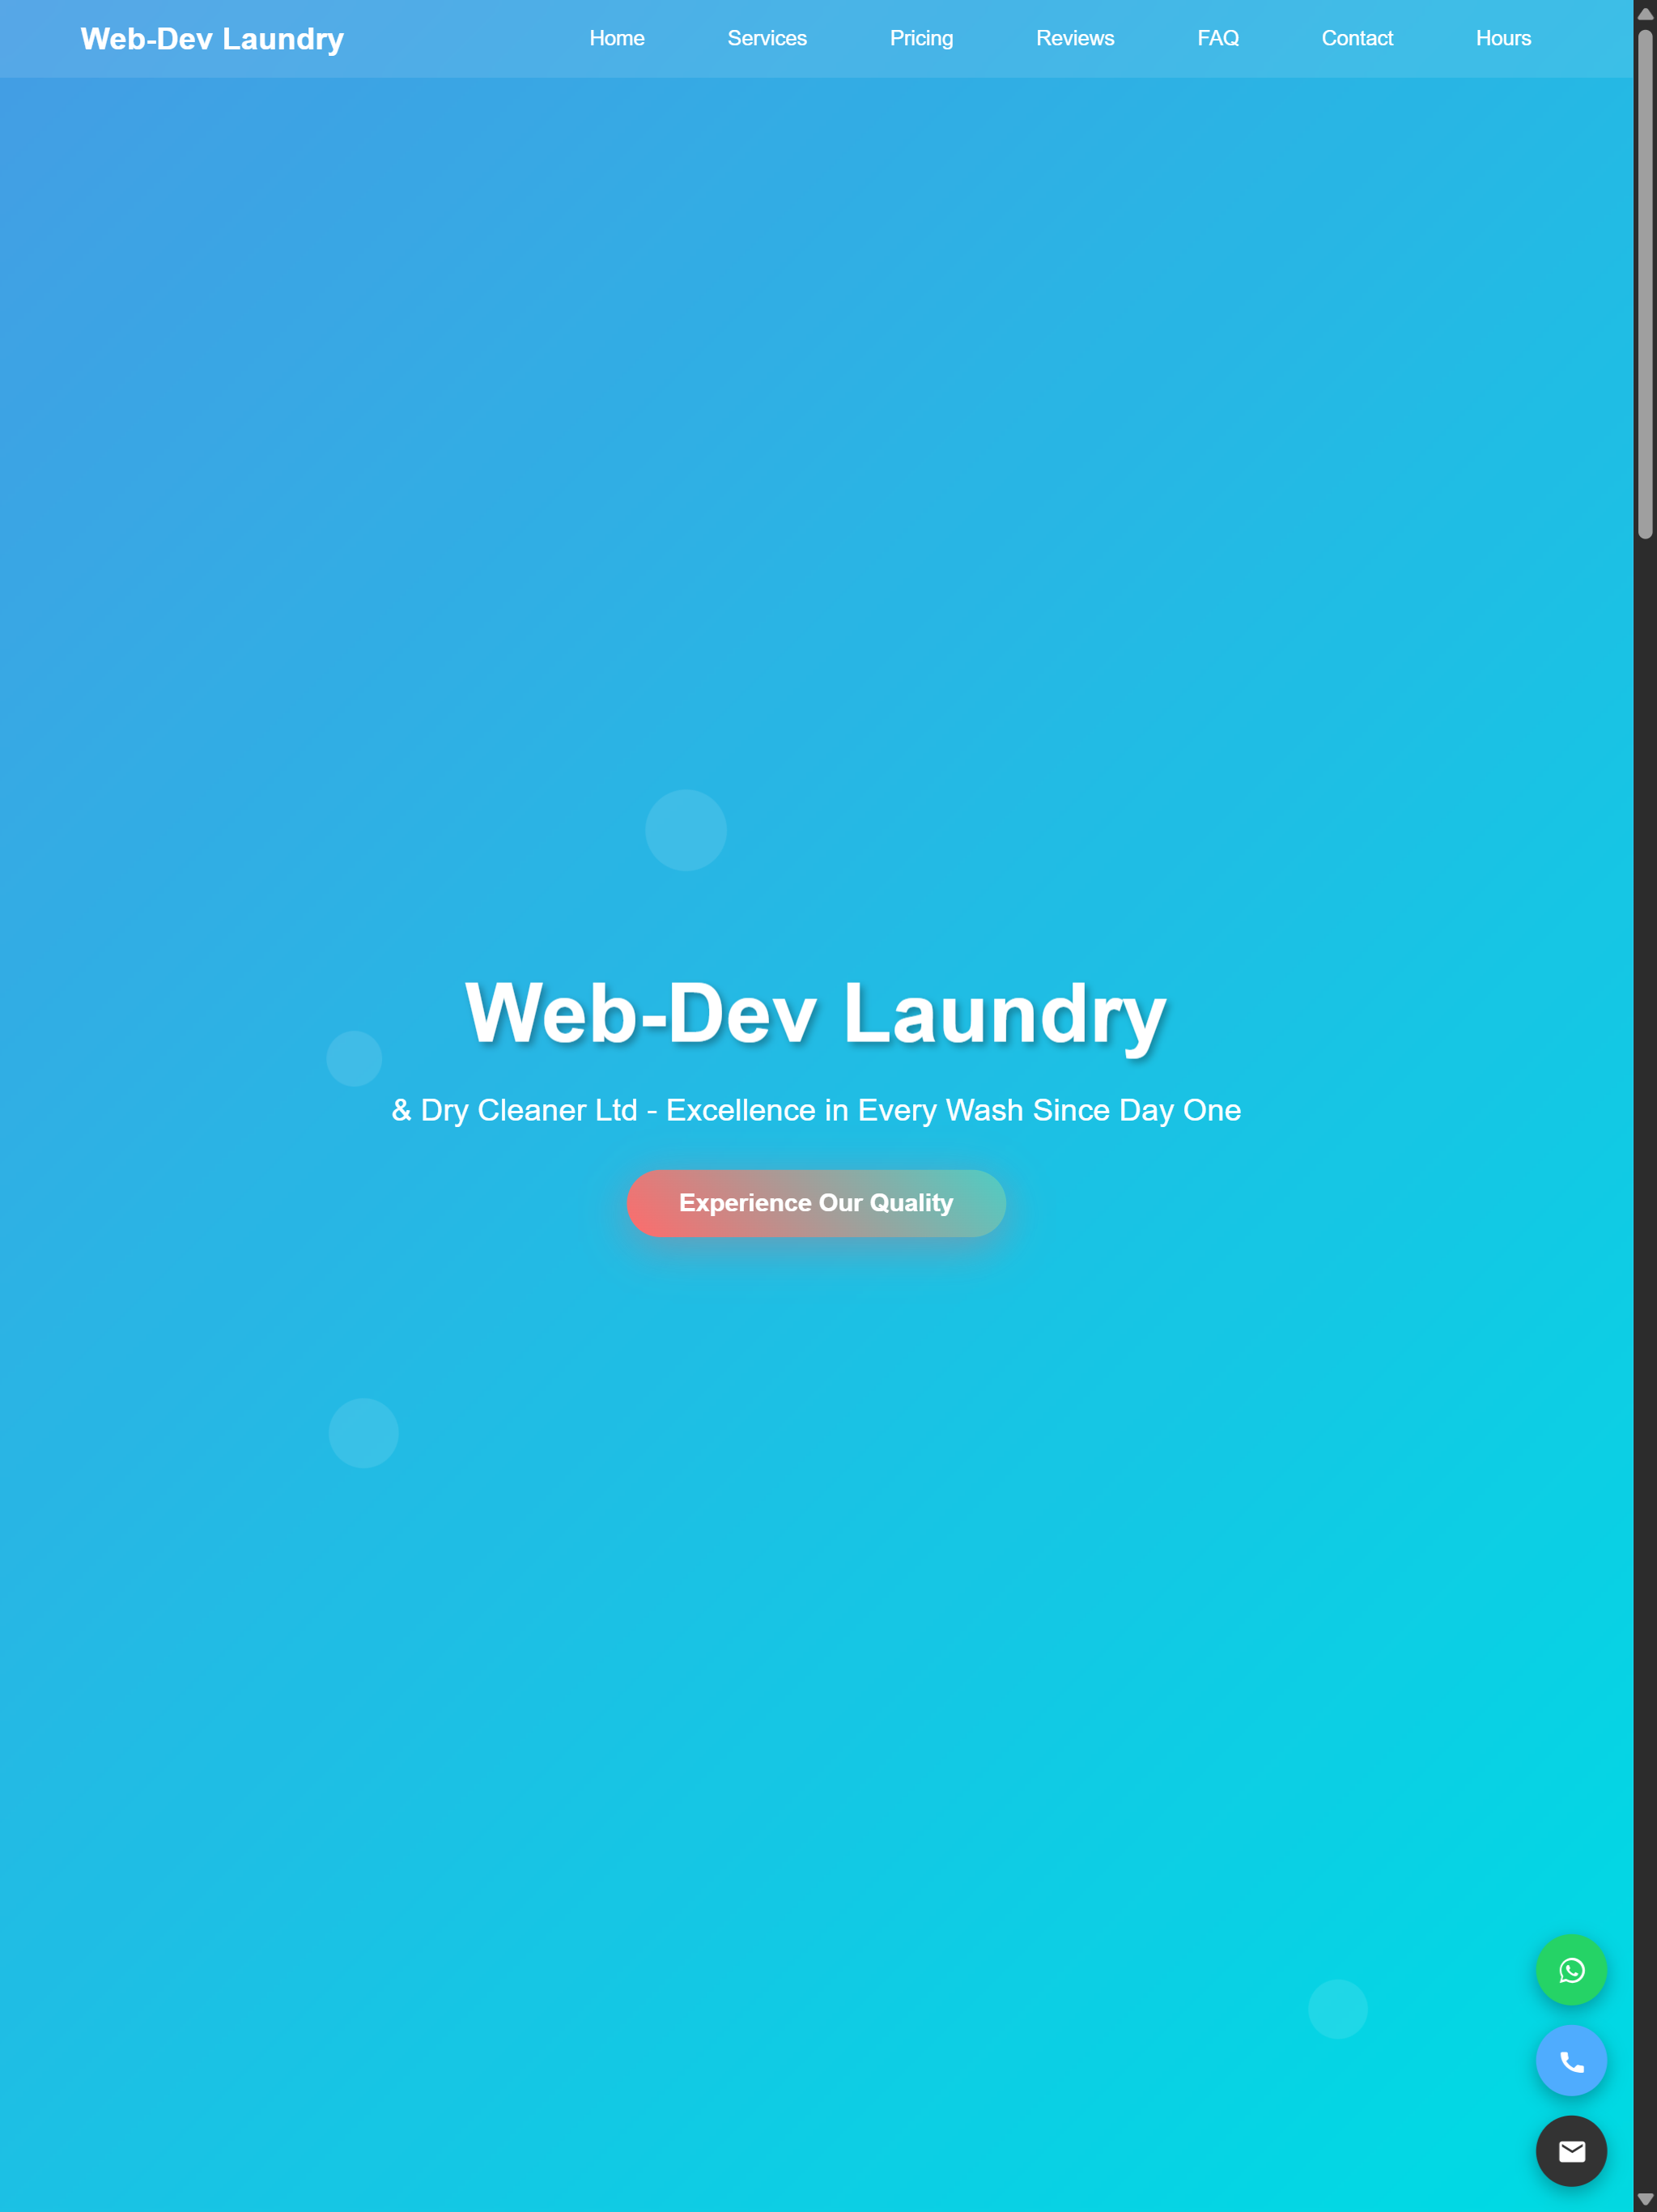 Web-Dev Laundry
Home Services Pricing Reviews FAQ Contact Hours
Web-Dev Laundry
& Dry Cleaner Ltd - Excellence in Every Wash Since Day One
Experience Our Quality